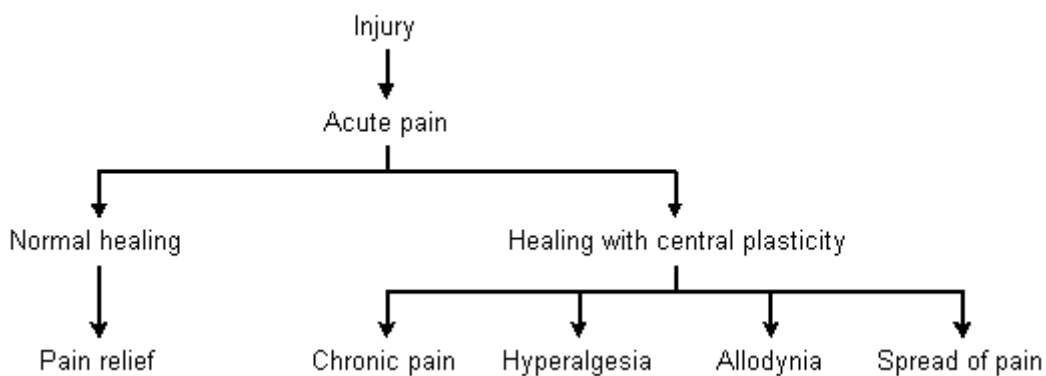 Injury
Acute pain
Normal healing
Healing with central plasticity
Pain relief
Chronic pain
Hyperalgesia
Allodynia
Spread of pain